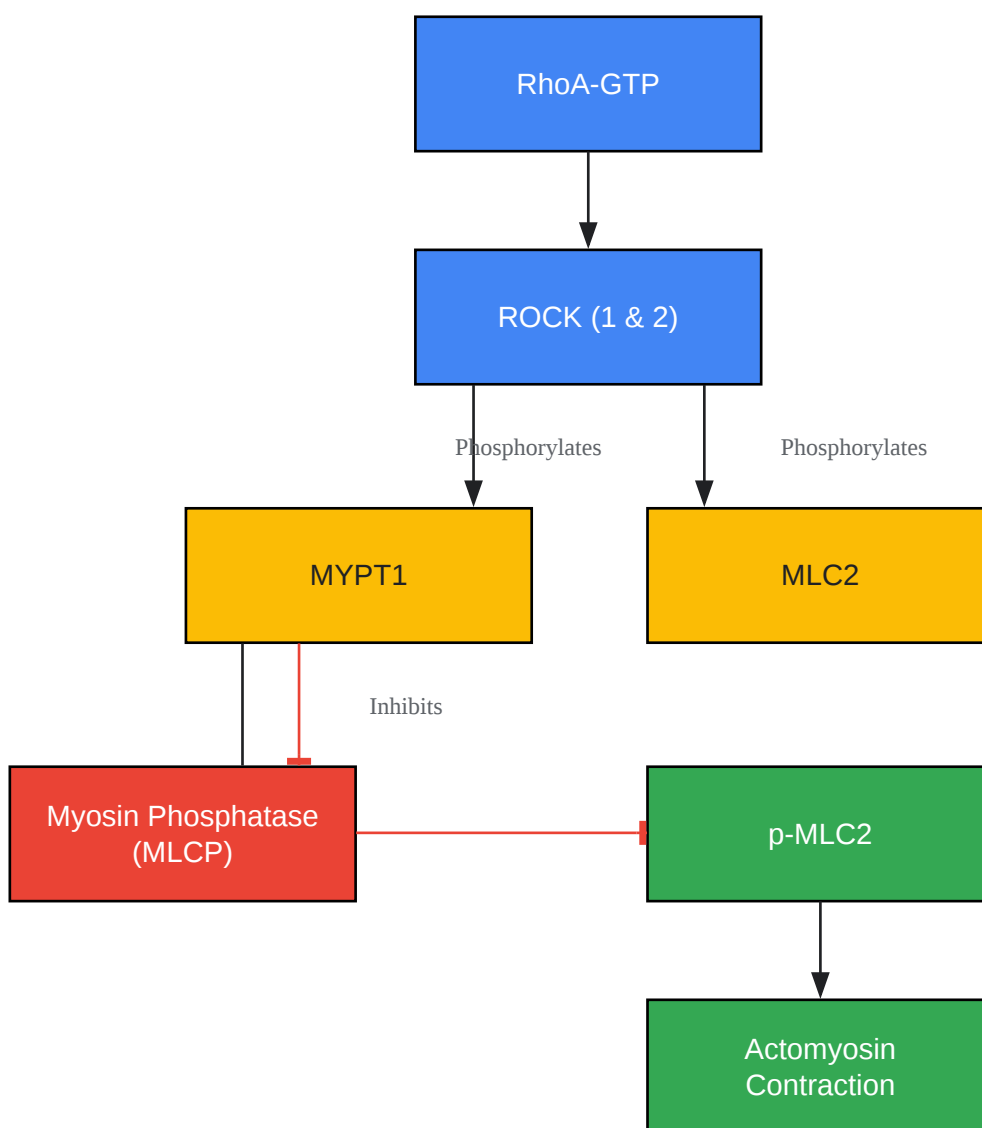 RhoA-GTP
ROCK (1 & 2)
Phosphorylates
Phosphorylates
MYPT1
MLC2
Inhibits
Myosin Phosphatase
(MLCP)
p-MLC2
Actomyosin
Contraction